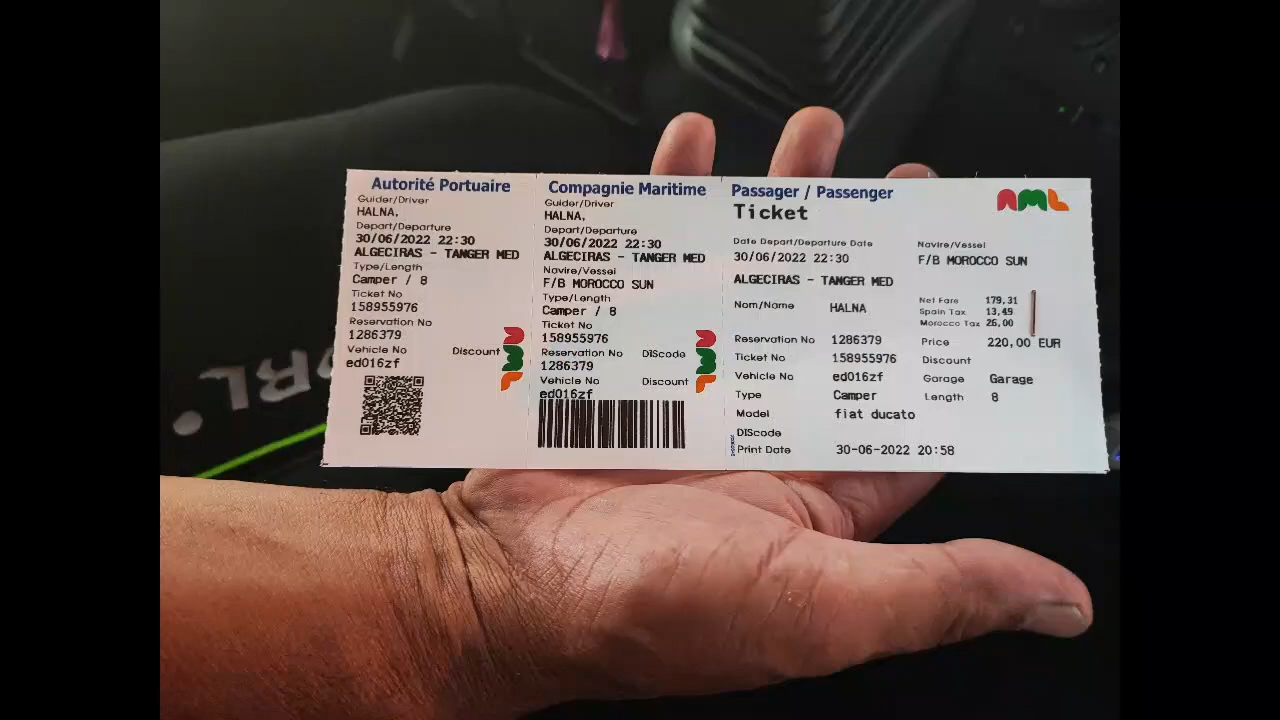 Autorité Portuaire
Guider/Driver
HALNA,
Depart/Departure
30/06/2022 22:30
ALGECIRAS - TANGER MED
Type/Length
Camper / 8
Ticket No
158955976
Reservation No
1286379
Vehicle No Discount
ed016zf
Compagnie Maritime
Guider/Driver
HALNA,
Depart/Departure
30/06/2022 22:30
ALGECIRAS - TANGER MED
Navire/Vessel
F/B MOROCCO SUN
Type/Length
Camper / 8
Ticket No
158955976
Reservation No DIScode
1286379
Vehicle No Discount
ed016zf
Passager / Passenger
Ticket
AML
Date Depart/Departure Date
30/06/2022 22:30
Navire/Vessel
F/B MOROCCO SUN
ALGECIRAS - TANGER MED
Nom/Name HALNA
Net Fare 179,31
Spain Tax 13,49
Morocco Tax 26,00
Reservation No 1286379
Price 220,00 EUR
Ticket No 158955976
Discount
Vehicle No ed016zf
Garage Garage
Type Camper
Length 8
Model fiat ducato
DIScode
Print Date 30-06-2022 20:58